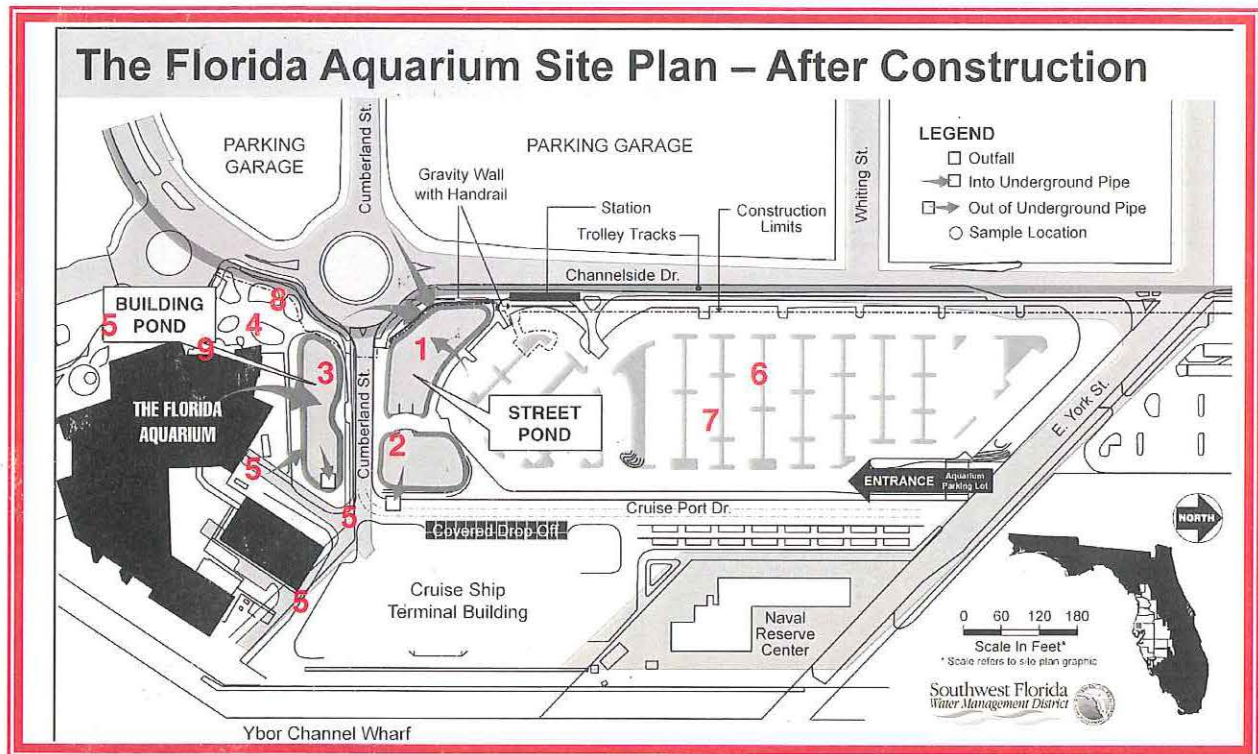 The Florida Aquarium Site Plan – After Construction
PARKING
GARAGE
Cumberland St.
PARKING GARAGE
Whiting St.
LEGEND
Outfall
Into Underground Pipe
Out of Underground Pipe
Sample Location
Gravity Wall
with Handrail
Station
Trolley Tracks
Construction
Limits
Channelside Dr.
BUILDING
POND
8
5
4
9
3
1
6
7
2
THE FLORIDA
AQUARIUM
STREET
POND
Cumberland St.
E. York St.
5
5
5
ENTRANCE
Aquarium
Parking Lot
Cruise Port Dr.
Covered Drop Off
NORTH
Cruise Ship
Terminal Building
Naval
Reserve
Center
0 60 120 180
Scale In Feet*
* Scale refers to site plan graphic
Southwest Florida
Water Management District
Ybor Channel Wharf